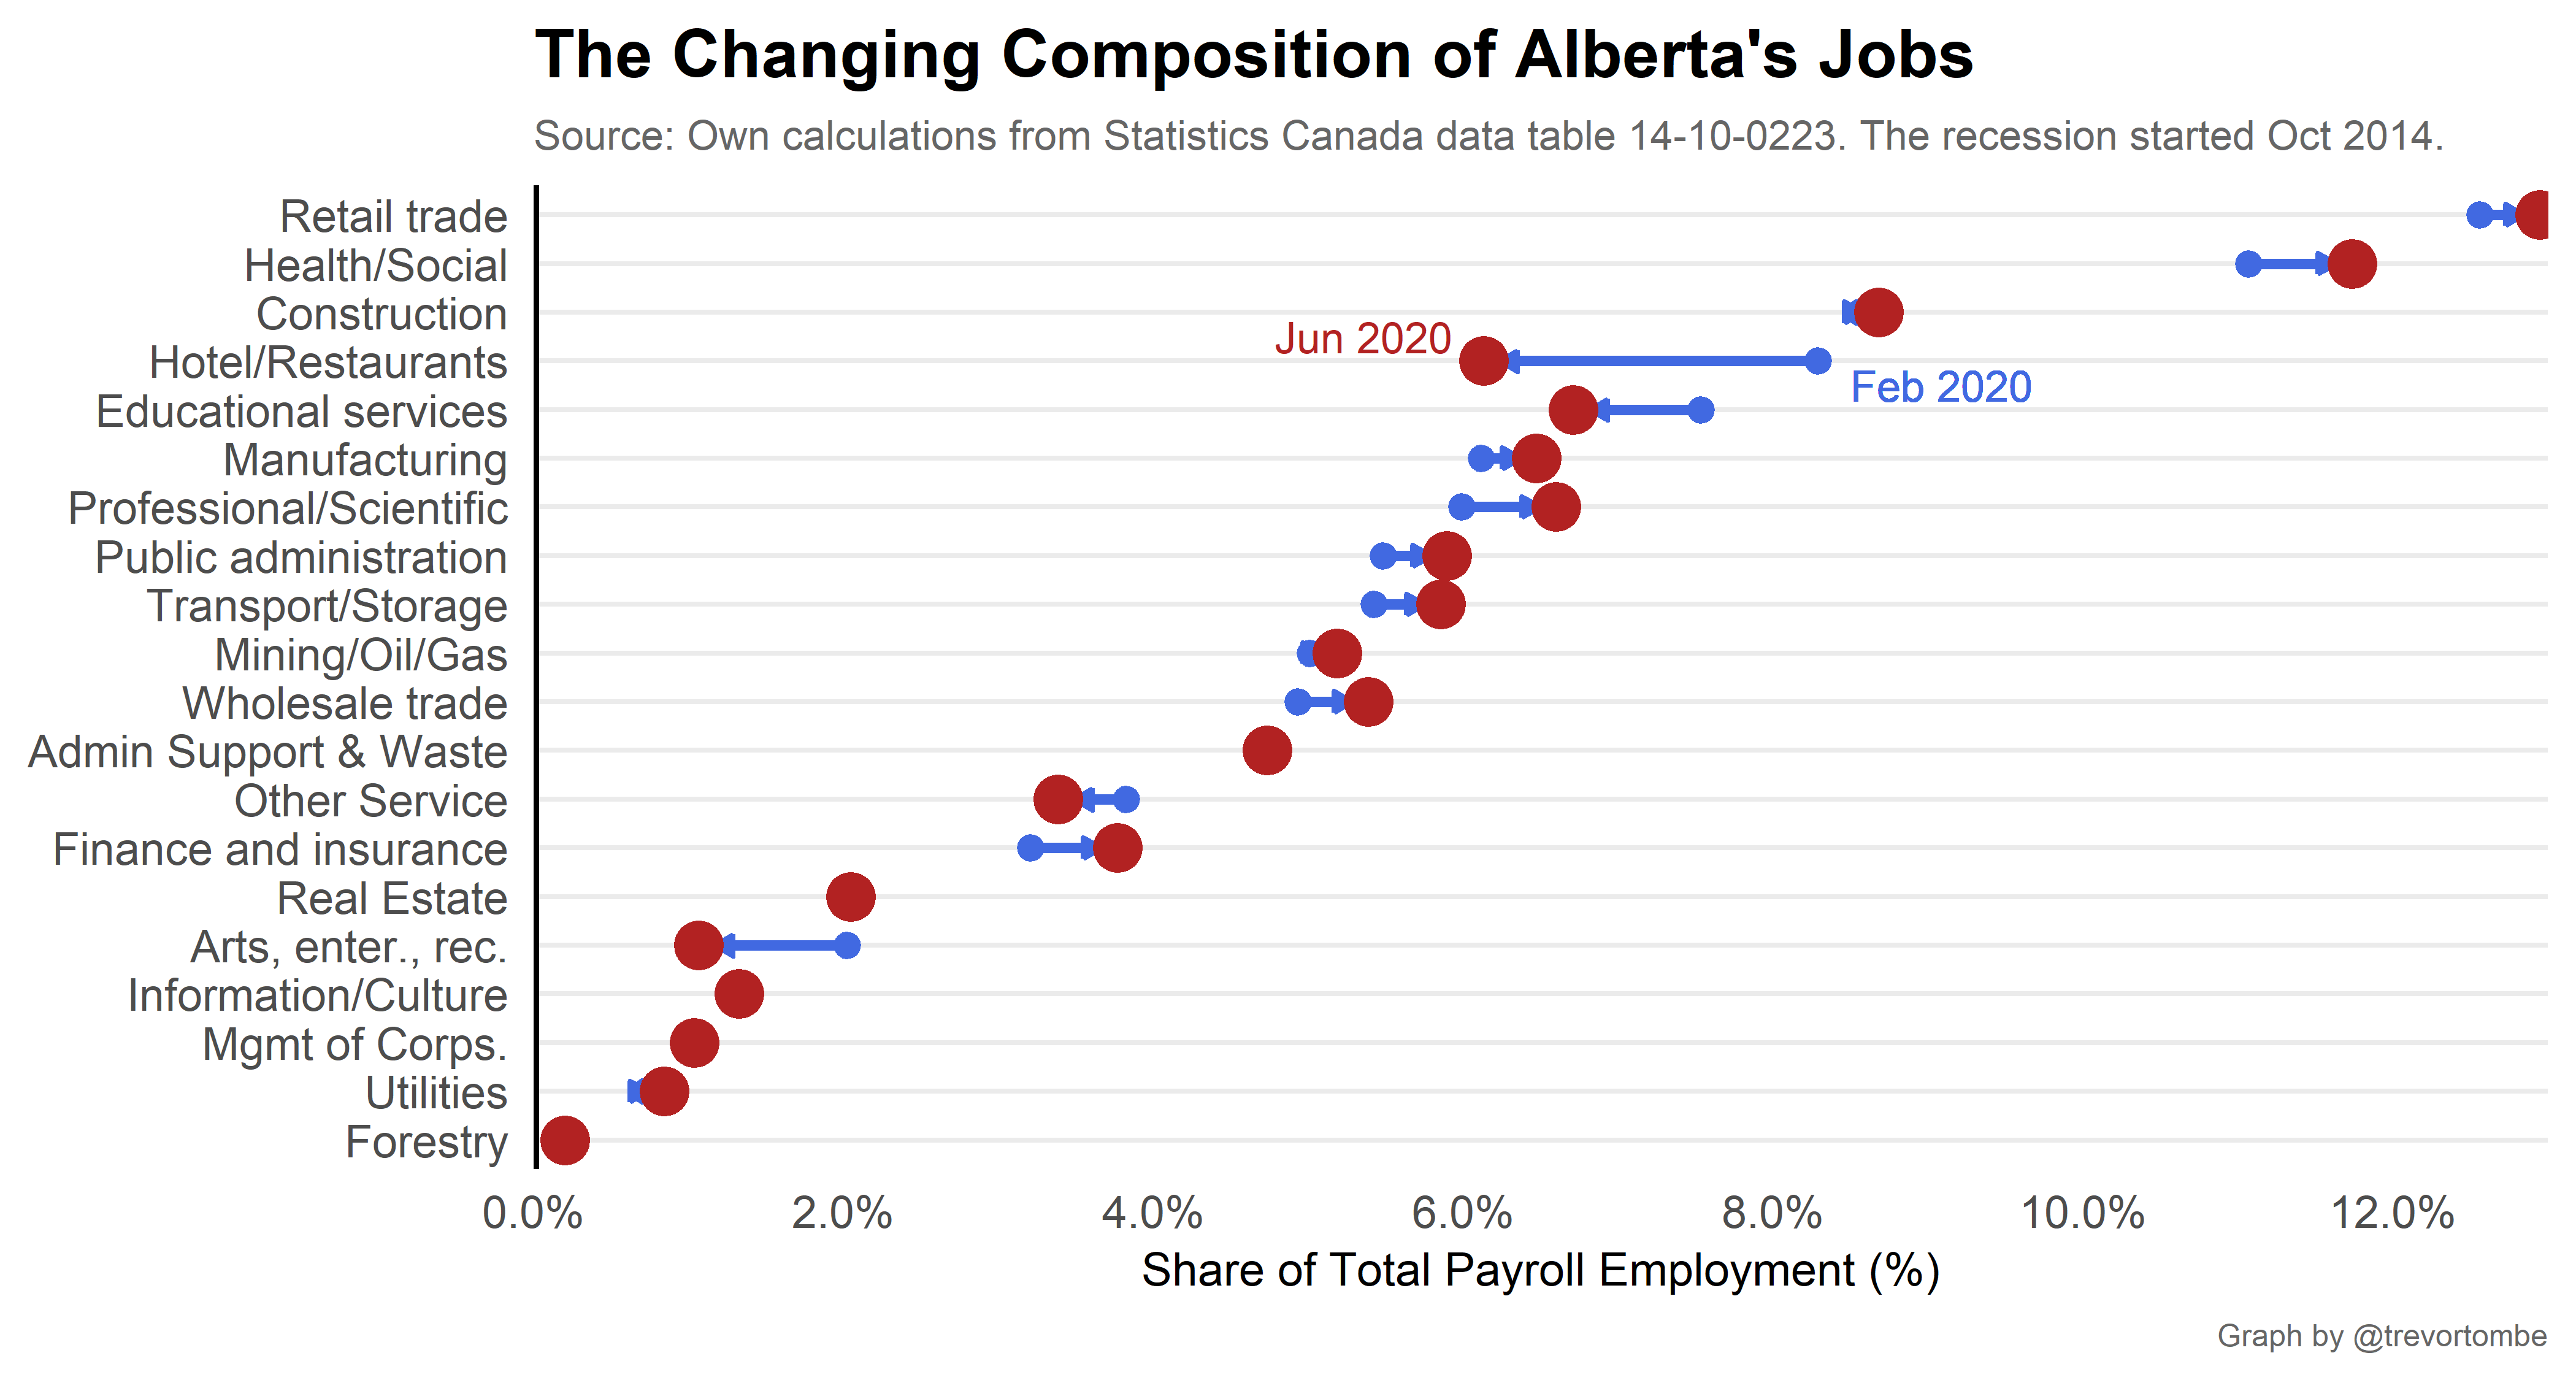 The Changing Composition of Alberta's Jobs
Source: Own calculations from Statistics Canada data table 14-10-0223. The recession started Oct 2014.
Retail trade
Health/Social
Construction
Jun 2020
Hotel/Restaurants
Feb 2020
Educational services
Manufacturing
Professional/Scientific
Public administration
Transport/Storage
Mining/Oil/Gas
Wholesale trade
Admin Support & Waste
Other Service
Finance and insurance
Real Estate
Arts, enter., rec.
Information/Culture
Mgmt of Corps.
Utilities
Forestry
0.0% 2.0% 4.0% 6.0% 8.0% 10.0% 12.0%
Share of Total Payroll Employment (%)
Graph by @trevortombe